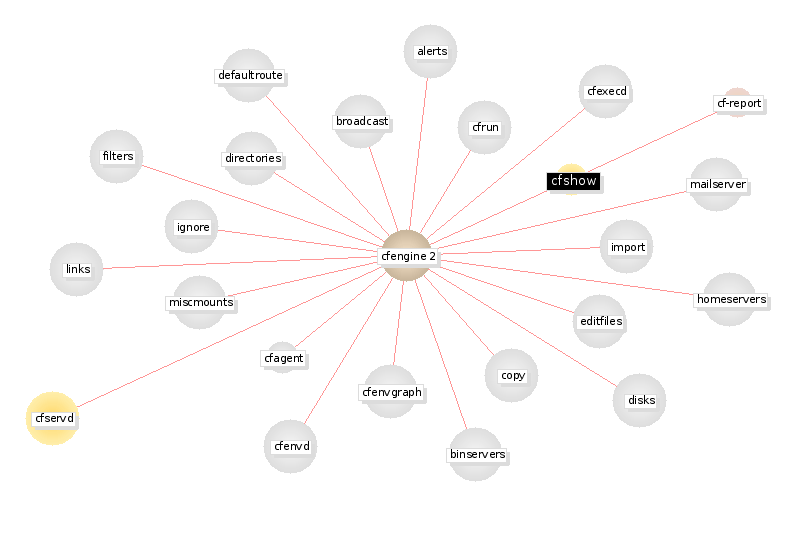 alerts
defaultroute
cfexecd
cf-report
broadcast
cfrun
filters
directories
cfshow
mailserver
ignore
import
cfengine 2
links
miscmounts
homeservers
editfiles
cfagent
copy
cfenvgraph
disks
cfservd
cfenvd
binservers